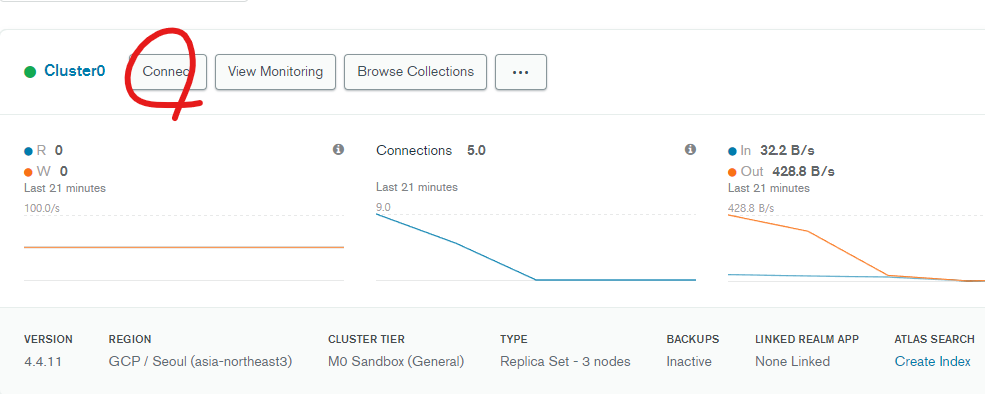 Cluster0 Connect View Monitoring Browse Collections ...
R 0
W 0
Last 21 minutes
100.0/s
Connections 5.0
Last 21 minutes
9.0
In 32.2 B/s
Out 428.8 B/s
Last 21 minutes
428.8 B/s
VERSION
4.4.11
REGION
GCP / Seoul (asia-northeast3)
CLUSTER TIER
M0 Sandbox (General)
TYPE
Replica Set - 3 nodes
BACKUPS
Inactive
LINKED REALM APP
None Linked
ATLAS SEARCH
Create Index